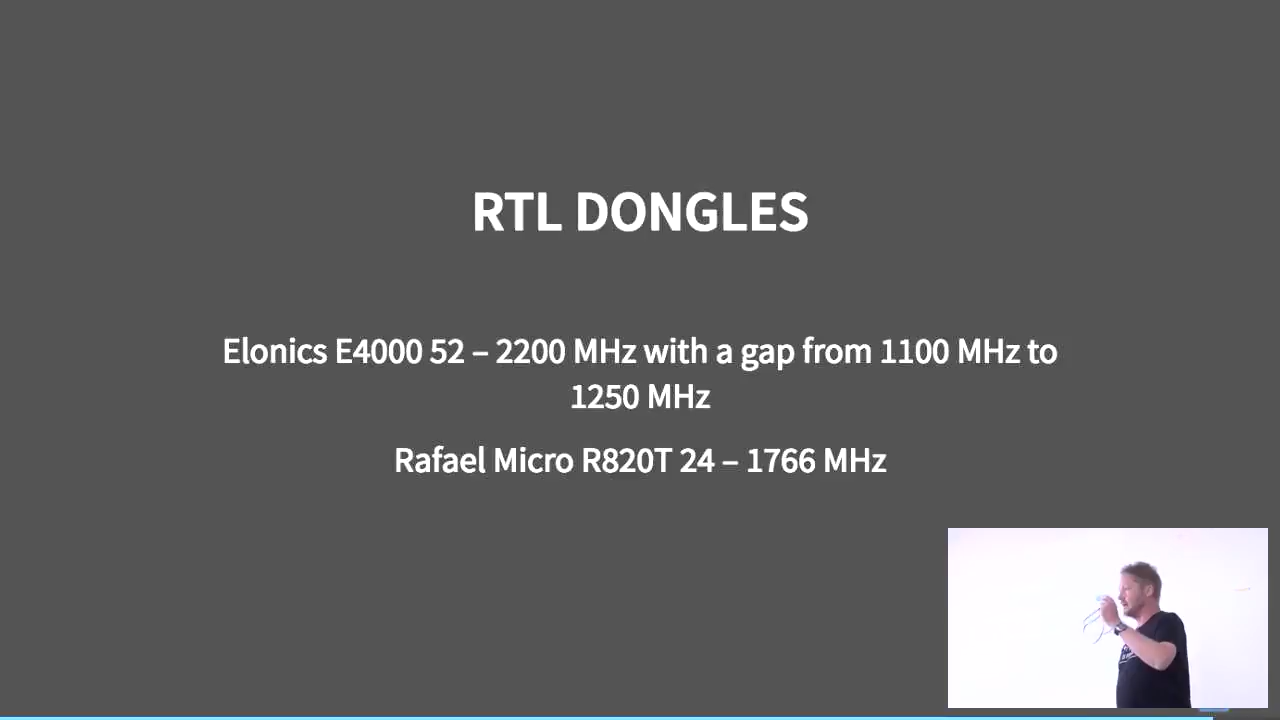 RTL DONGLES
Elonics E4000 52 – 2200 MHz with a gap from 1100 MHz to
1250 MHz
Rafael Micro R820T 24 – 1766 MHz